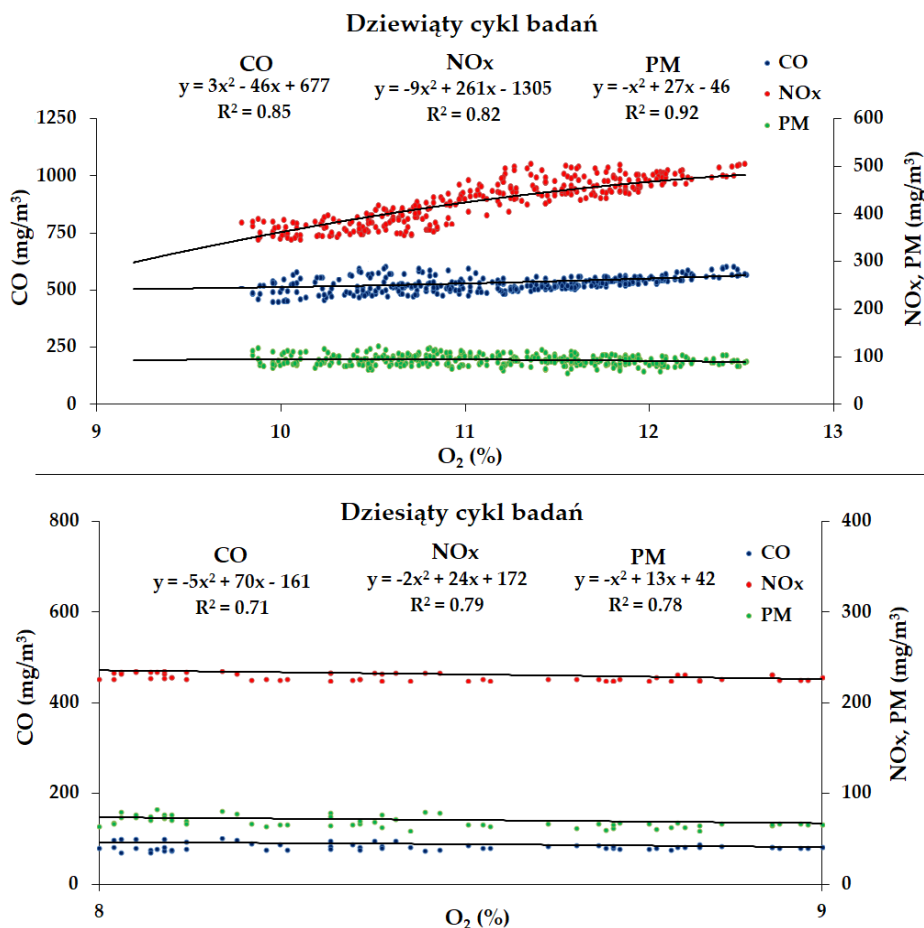 Dziewiąty cykl badań
CO NOx PM
y = 3x² - 46x + 677 y = -9x² + 261x - 1305 y = -x² + 27x - 46
R² = 0.85 R² = 0.82 R² = 0.92
CO
NOx
PM
1250
1000
750
500
250
0
CO (mg/m³)
600
500
400
300
200
100
0
NOx, PM (mg/m³)
9 10 11 12 13
O₂ (%)
Dziesiąty cykl badań
CO NOx PM
y = -5x² + 70x - 161 y = -2x² + 24x + 172 y = -x² + 13x + 42
R² = 0.71 R² = 0.79 R² = 0.78
CO
NOx
PM
800
600
400
200
0
CO (mg/m³)
400
300
200
100
0
NOx, PM (mg/m³)
8 9
O₂ (%)